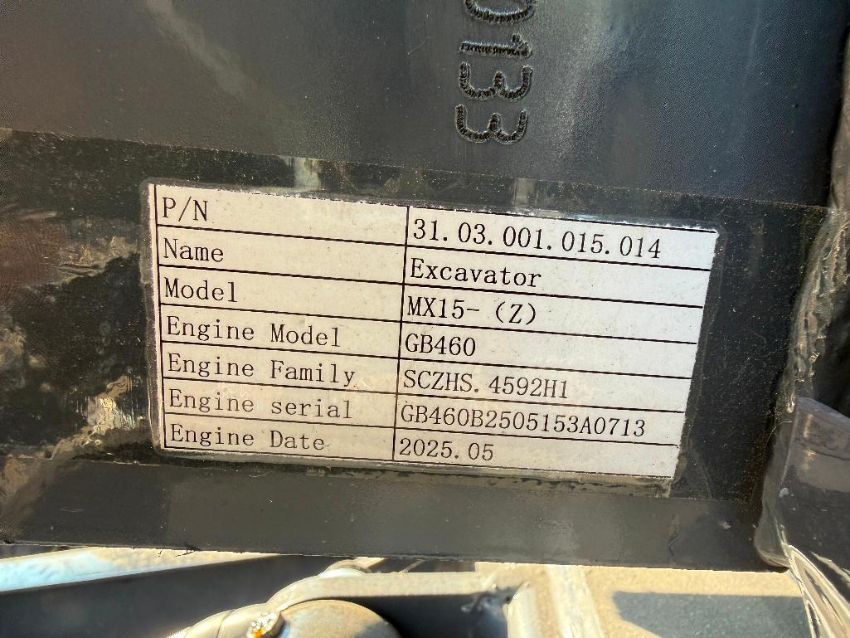 0133
P/N 31.03.001.015.014
Name Excavator
Model MX15-(Z)
Engine Model GB460
Engine Family SCZHS.4592H1
Engine serial GB460B2505153A0713
Engine Date 2025.05